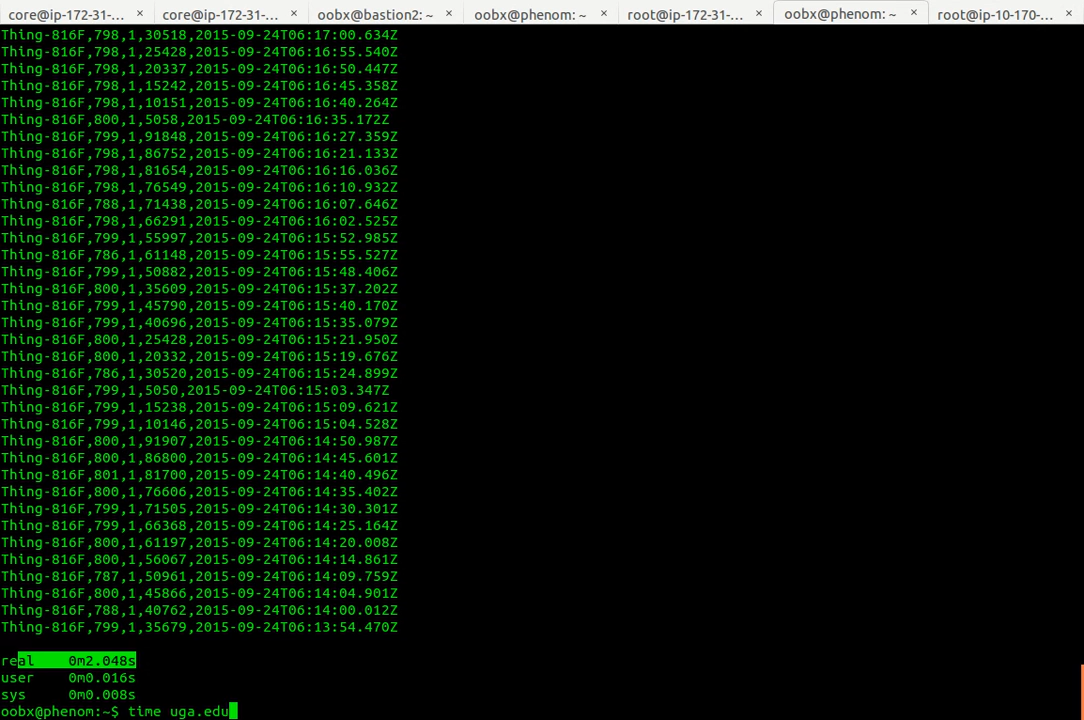 core@ip-172-31-... × core@ip-172-31-... × oobx@bastion2: ~ × oobx@phenom: ~ × root@ip-172-31-... × oobx@phenom: ~ × root@ip-10-170-... ×
Thing-816F,798,1,30518,2015-09-24T06:17:00.634Z
Thing-816F,798,1,25428,2015-09-24T06:16:55.540Z
Thing-816F,798,1,20337,2015-09-24T06:16:50.447Z
Thing-816F,798,1,15242,2015-09-24T06:16:45.358Z
Thing-816F,798,1,10151,2015-09-24T06:16:40.264Z
Thing-816F,800,1,5058,2015-09-24T06:16:35.172Z
Thing-816F,799,1,91848,2015-09-24T06:16:27.359Z
Thing-816F,798,1,86752,2015-09-24T06:16:21.133Z
Thing-816F,798,1,81654,2015-09-24T06:16:16.036Z
Thing-816F,798,1,76549,2015-09-24T06:16:10.932Z
Thing-816F,788,1,71438,2015-09-24T06:16:07.646Z
Thing-816F,798,1,66291,2015-09-24T06:16:02.525Z
Thing-816F,799,1,55997,2015-09-24T06:15:52.985Z
Thing-816F,786,1,61148,2015-09-24T06:15:55.527Z
Thing-816F,799,1,50882,2015-09-24T06:15:48.406Z
Thing-816F,800,1,35609,2015-09-24T06:15:37.202Z
Thing-816F,799,1,45790,2015-09-24T06:15:40.170Z
Thing-816F,799,1,40696,2015-09-24T06:15:35.079Z
Thing-816F,800,1,25428,2015-09-24T06:15:21.950Z
Thing-816F,800,1,20332,2015-09-24T06:15:19.676Z
Thing-816F,786,1,30520,2015-09-24T06:15:24.899Z
Thing-816F,799,1,5050,2015-09-24T06:15:03.347Z
Thing-816F,799,1,15238,2015-09-24T06:15:09.621Z
Thing-816F,799,1,10146,2015-09-24T06:15:04.528Z
Thing-816F,800,1,91907,2015-09-24T06:14:50.987Z
Thing-816F,800,1,86800,2015-09-24T06:14:45.601Z
Thing-816F,801,1,81700,2015-09-24T06:14:40.496Z
Thing-816F,800,1,76606,2015-09-24T06:14:35.402Z
Thing-816F,799,1,71505,2015-09-24T06:14:30.301Z
Thing-816F,799,1,66368,2015-09-24T06:14:25.164Z
Thing-816F,800,1,61197,2015-09-24T06:14:20.008Z
Thing-816F,800,1,56067,2015-09-24T06:14:14.861Z
Thing-816F,787,1,50961,2015-09-24T06:14:09.759Z
Thing-816F,800,1,45866,2015-09-24T06:14:04.901Z
Thing-816F,788,1,40762,2015-09-24T06:14:00.012Z
Thing-816F,799,1,35679,2015-09-24T06:13:54.470Z
real 0m2.048s
user 0m0.016s
sys 0m0.008s
oobx@phenom:~$ time uga.edu